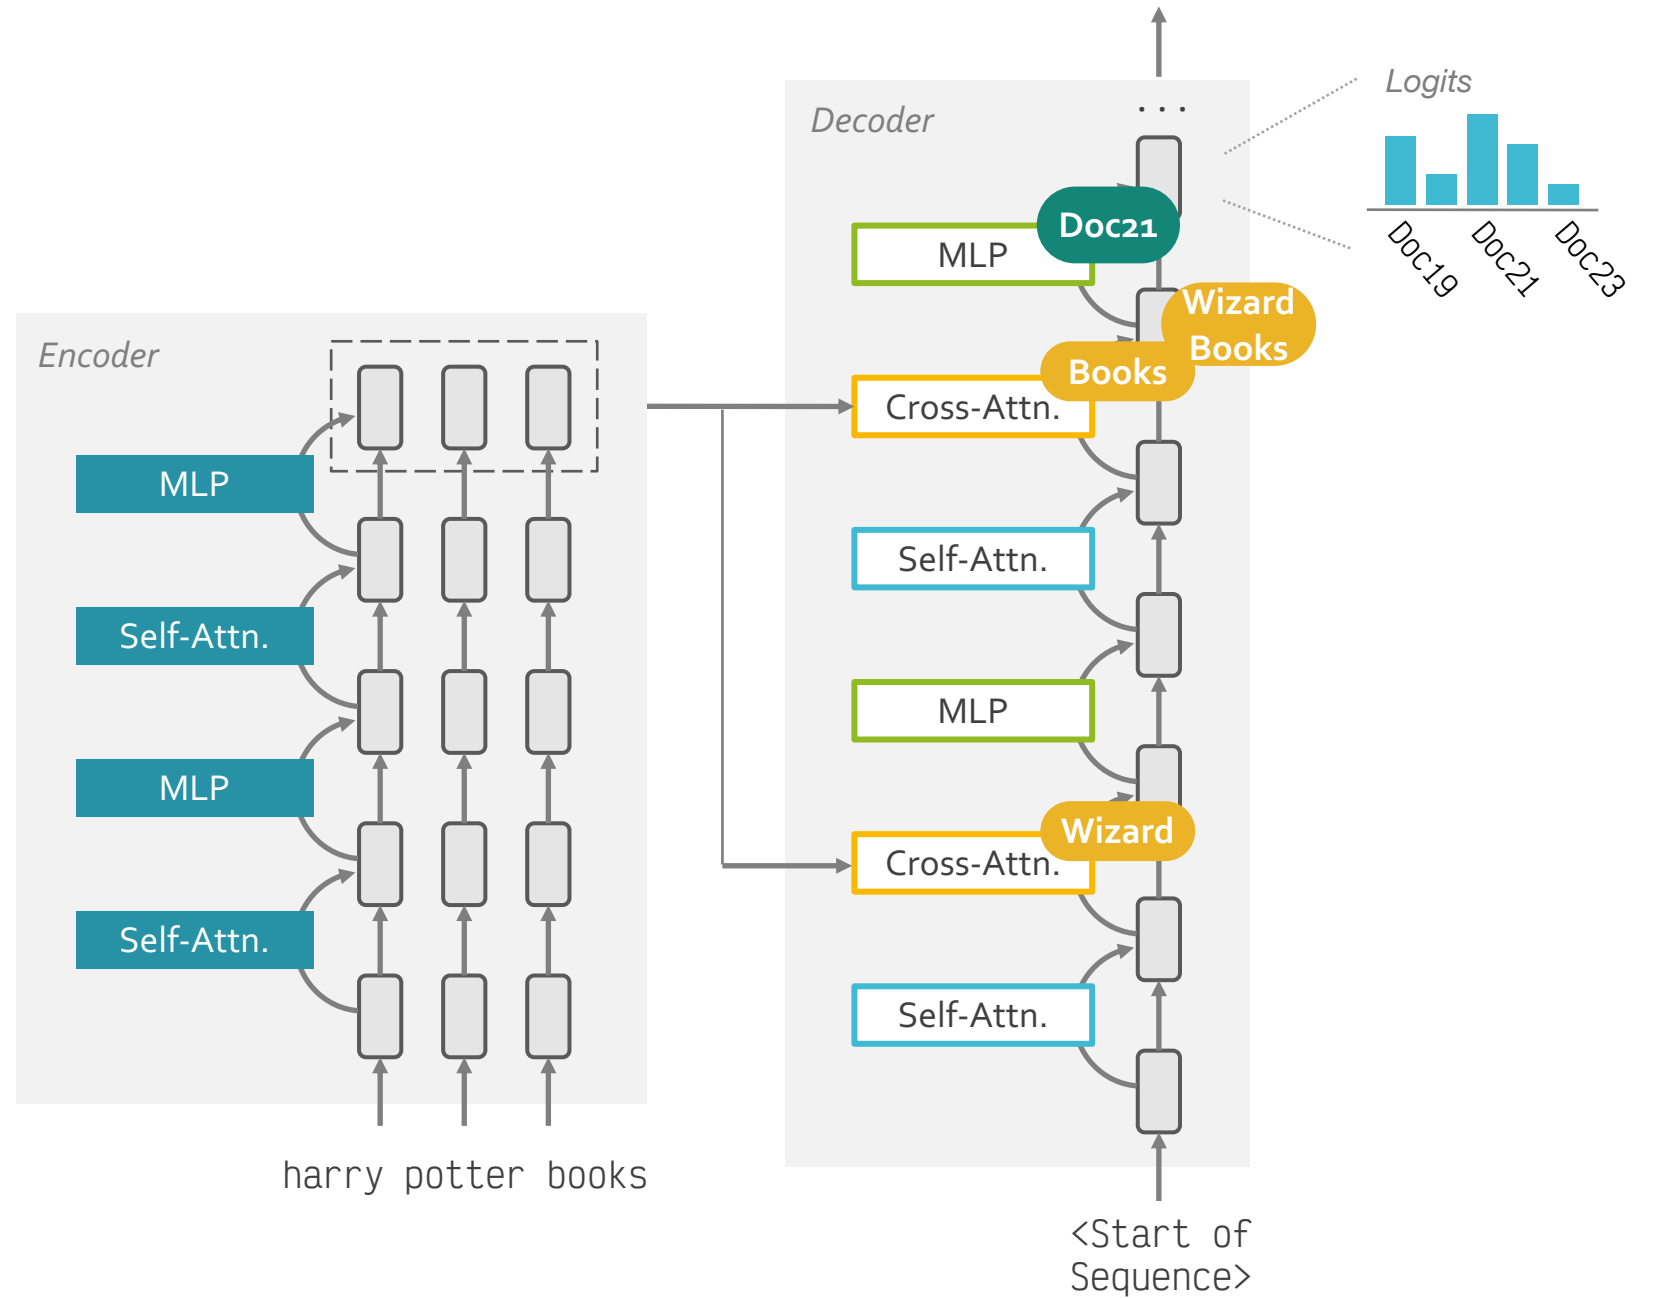 Encoder
MLP
Self-Attn.
MLP
Self-Attn.
harry potter books
Decoder
. . .
Doc21
MLP
Wizard
Books
Books
Cross-Attn.
Self-Attn.
MLP
Wizard
Cross-Attn.
Self-Attn.
<Start of
Sequence>
Logits
Doc19
Doc21
Doc23